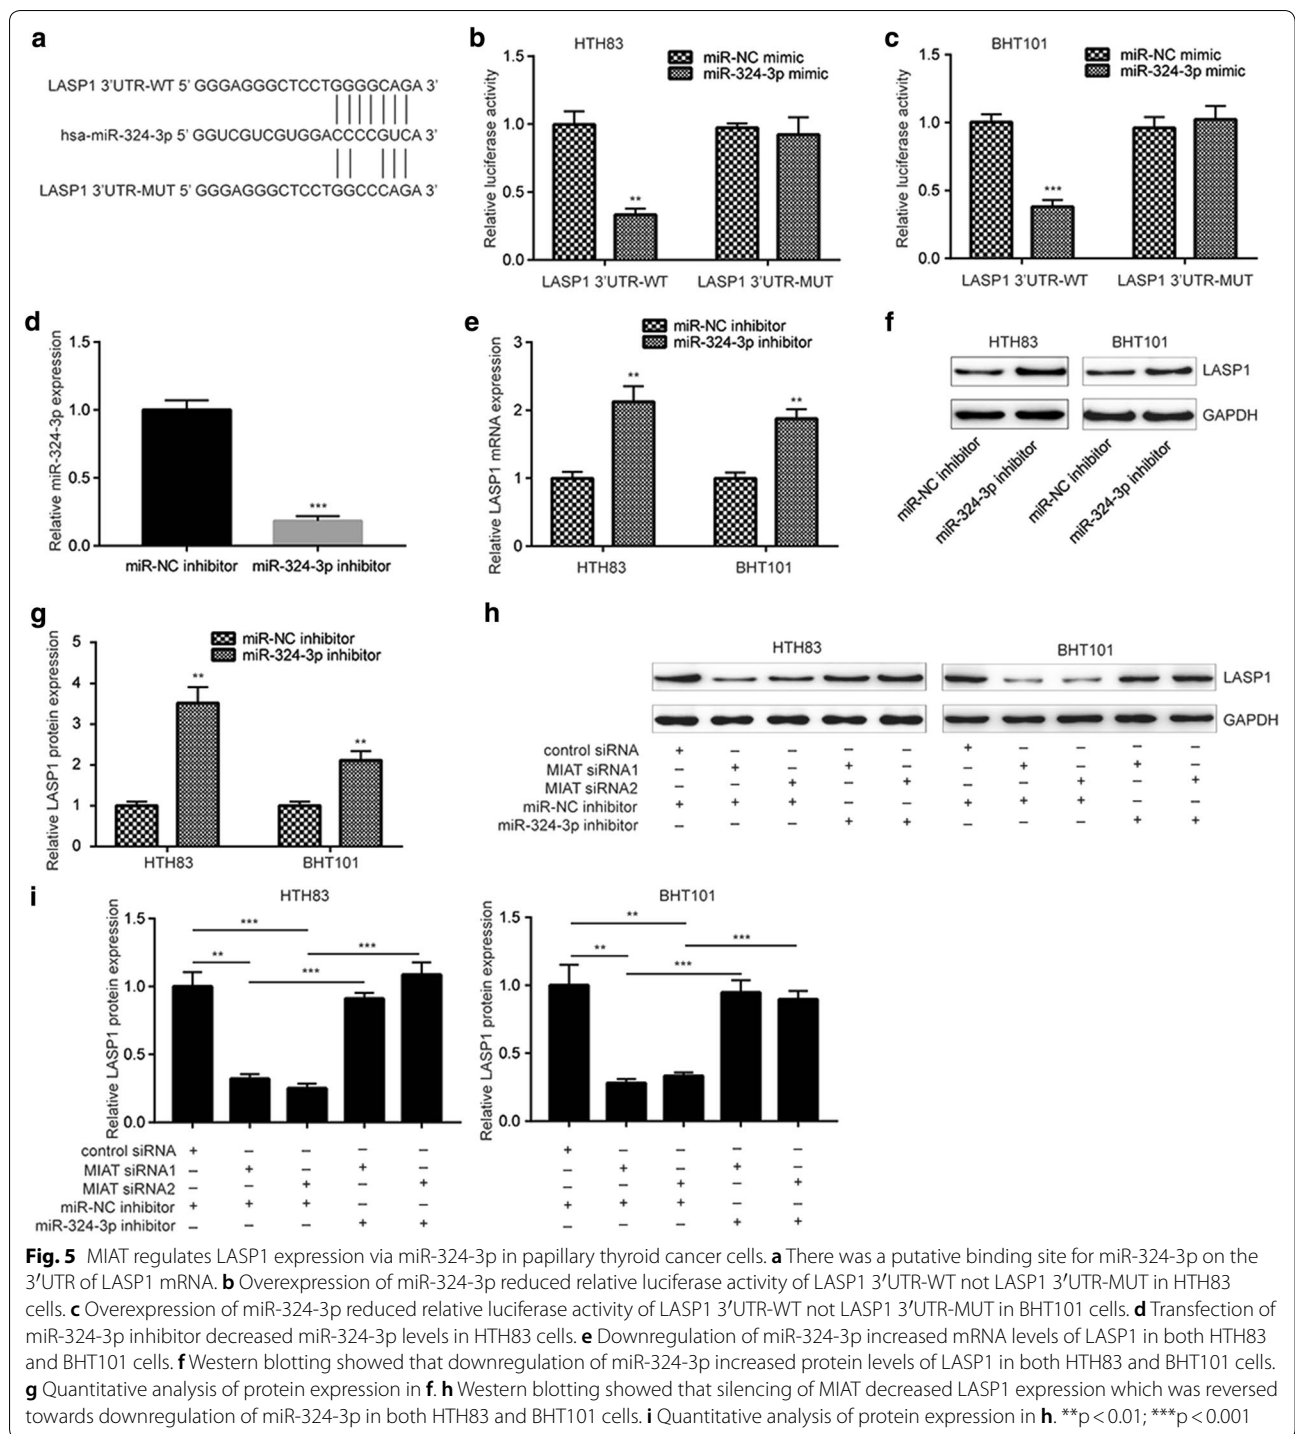 a
LASP1 3'UTR-WT 5' GGGAGGGCTCCTGGGGCAGA 3'
hsa-miR-324-3p 5' GGUCGUCGUGGACCCCGUCA 3'
LASP1 3'UTR-MUT 5' GGGAGGGCTCCTGGCCCAGA 3'
b
HTH83
miR-NC mimic
miR-324-3p mimic
Relative luciferase activity
1.5
1.0
0.5
0.0
**
LASP1 3'UTR-WT LASP1 3'UTR-MUT
c
BHT101
miR-NC mimic
miR-324-3p mimic
Relative luciferase activity
1.5
1.0
0.5
0.0
***
LASP1 3'UTR-WT LASP1 3'UTR-MUT
d
Relative miR-324-3p expression
1.5
1.0
0.5
0.0
***
miR-NC inhibitor miR-324-3p inhibitor
e
miR-NC inhibitor
miR-324-3p inhibitor
Relative LASP1 mRNA expression
3
2
1
0
** **
HTH83 BHT101
f
HTH83 BHT101
LASP1
GAPDH
miR-NC inhibitor
miR-324-3p inhibitor
miR-NC inhibitor
miR-324-3p inhibitor
g
miR-NC inhibitor
miR-324-3p inhibitor
Relative LASP1 protein expression
5
4
3
2
1
0
** **
HTH83 BHT101
h
HTH83 BHT101
LASP1
GAPDH
control siRNA + – – – – + – – – –
MIAT siRNA1 – + – + – – + – + –
MIAT siRNA2 – – + – + – – + – +
miR-NC inhibitor + + + – – + + + – –
miR-324-3p inhibitor – – – + + – – – + +
i
HTH83
Relative LASP1 protein expression
1.5
1.0
0.5
0.0
***
** ***
***
BHT101
Relative LASP1 protein expression
1.5
1.0
0.5
0.0
**
** ***
***
control siRNA + – – – – + – – – –
MIAT siRNA1 – + – + – – + – + –
MIAT siRNA2 – – + – + – – + – +
miR-NC inhibitor + + + – – + + + – –
miR-324-3p inhibitor – – – + + – – – + +
Fig. 5 MIAT regulates LASP1 expression via miR-324-3p in papillary thyroid cancer cells. a There was a putative binding site for miR-324-3p on the
3′UTR of LASP1 mRNA. b Overexpression of miR-324-3p reduced relative luciferase activity of LASP1 3′UTR-WT not LASP1 3′UTR-MUT in HTH83
cells. c Overexpression of miR-324-3p reduced relative luciferase activity of LASP1 3′UTR-WT not LASP1 3′UTR-MUT in BHT101 cells. d Transfection of
miR-324-3p inhibitor decreased miR-324-3p levels in HTH83 cells. e Downregulation of miR-324-3p increased mRNA levels of LASP1 in both HTH83
and BHT101 cells. f Western blotting showed that downregulation of miR-324-3p increased protein levels of LASP1 in both HTH83 and BHT101 cells.
g Quantitative analysis of protein expression in f. h Western blotting showed that silencing of MIAT decreased LASP1 expression which was reversed
towards downregulation of miR-324-3p in both HTH83 and BHT101 cells. i Quantitative analysis of protein expression in h. **p < 0.01; ***p < 0.001